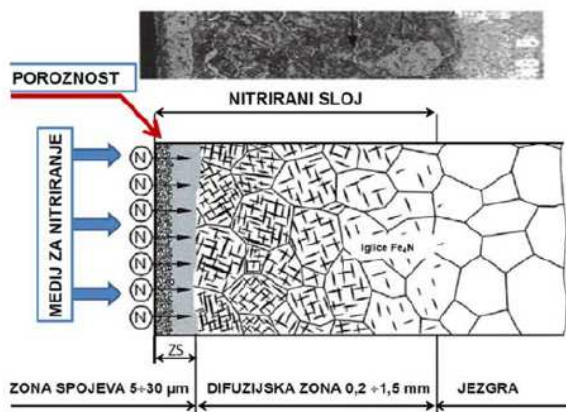 POROZNOST
NITRIRANI SLOJ
MEDIJ ZA NITRIRANJE
N
N
N
N
N
N
N
Iglice Fe₄N
ZS
ZONA SPOJEVA 5÷30 µm
DIFUZIJSKA ZONA 0,2 ÷1,5 mm
JEZGRA